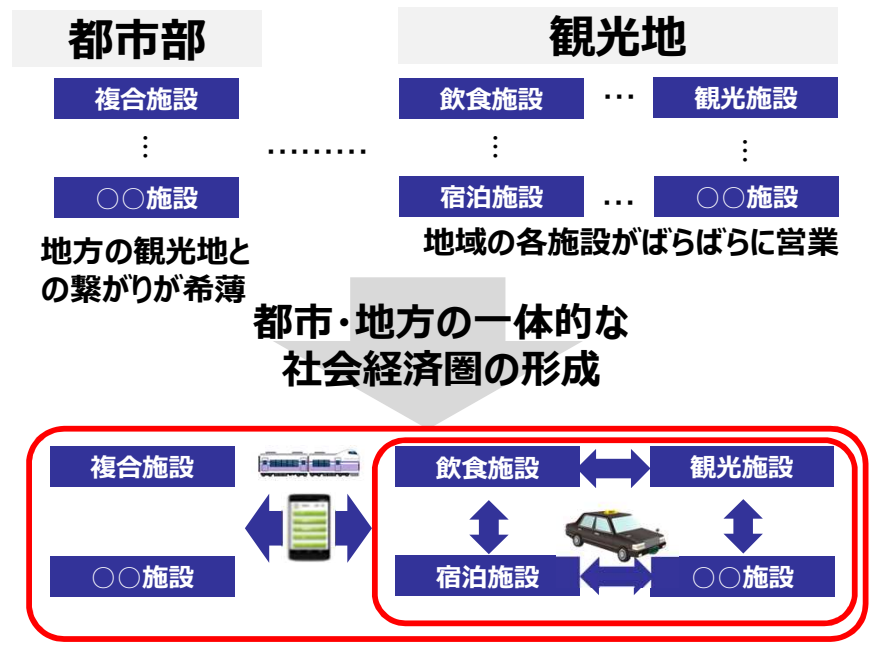 都市部
観光地
複合施設
飲食施設
…
観光施設
⋮
………
⋮
⋮
○○施設
宿泊施設
…
○○施設
地方の観光地と
の繋がりが希薄
地域の各施設がばらばらに営業
都市・地方の一体的な
社会経済圏の形成
複合施設
飲食施設
観光施設
○○施設
宿泊施設
○○施設